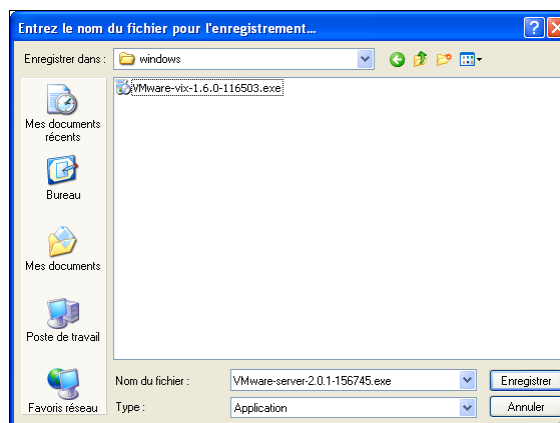 Entrez le nom du fichier pour l'enregistrement...
Enregistrer dans :
windows
VMware-vix-1.6.0-116503.exe
Mes documents
récents
Bureau
Mes documents
Poste de travail
Favoris réseau
Nom du fichier :
VMware-server-2.0.1-156745.exe
Enregistrer
Type :
Application
Annuler